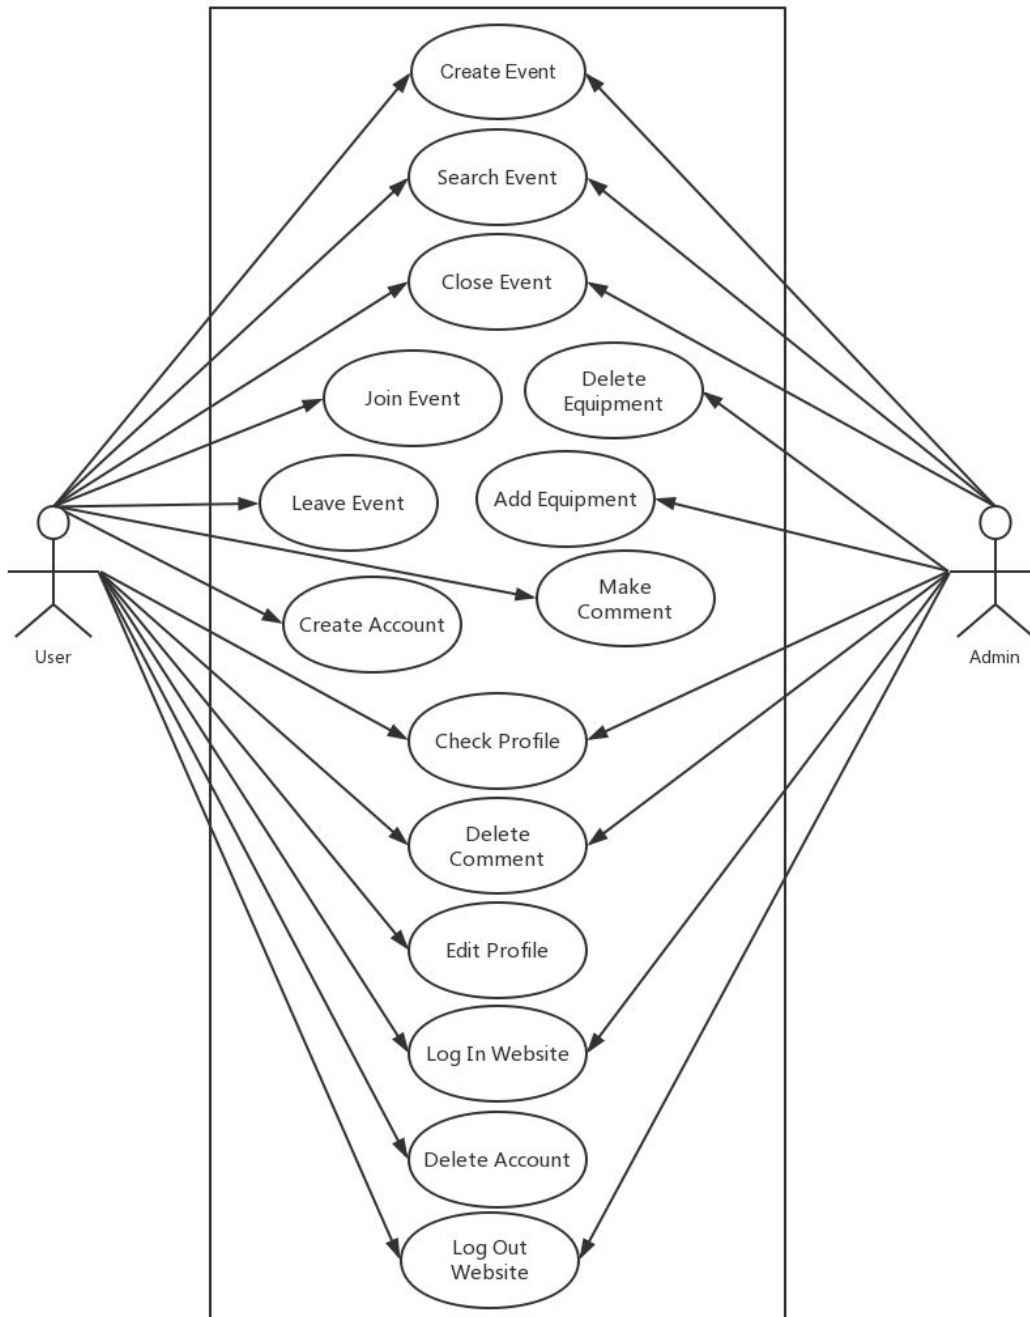 Create Event
Search Event
Close Event
Join Event
Delete
Equipment
Leave Event
Add Equipment
Make
Comment
Create Account
User
Admin
Check Profile
Delete
Comment
Edit Profile
Log In Website
Delete Account
Log Out
Website